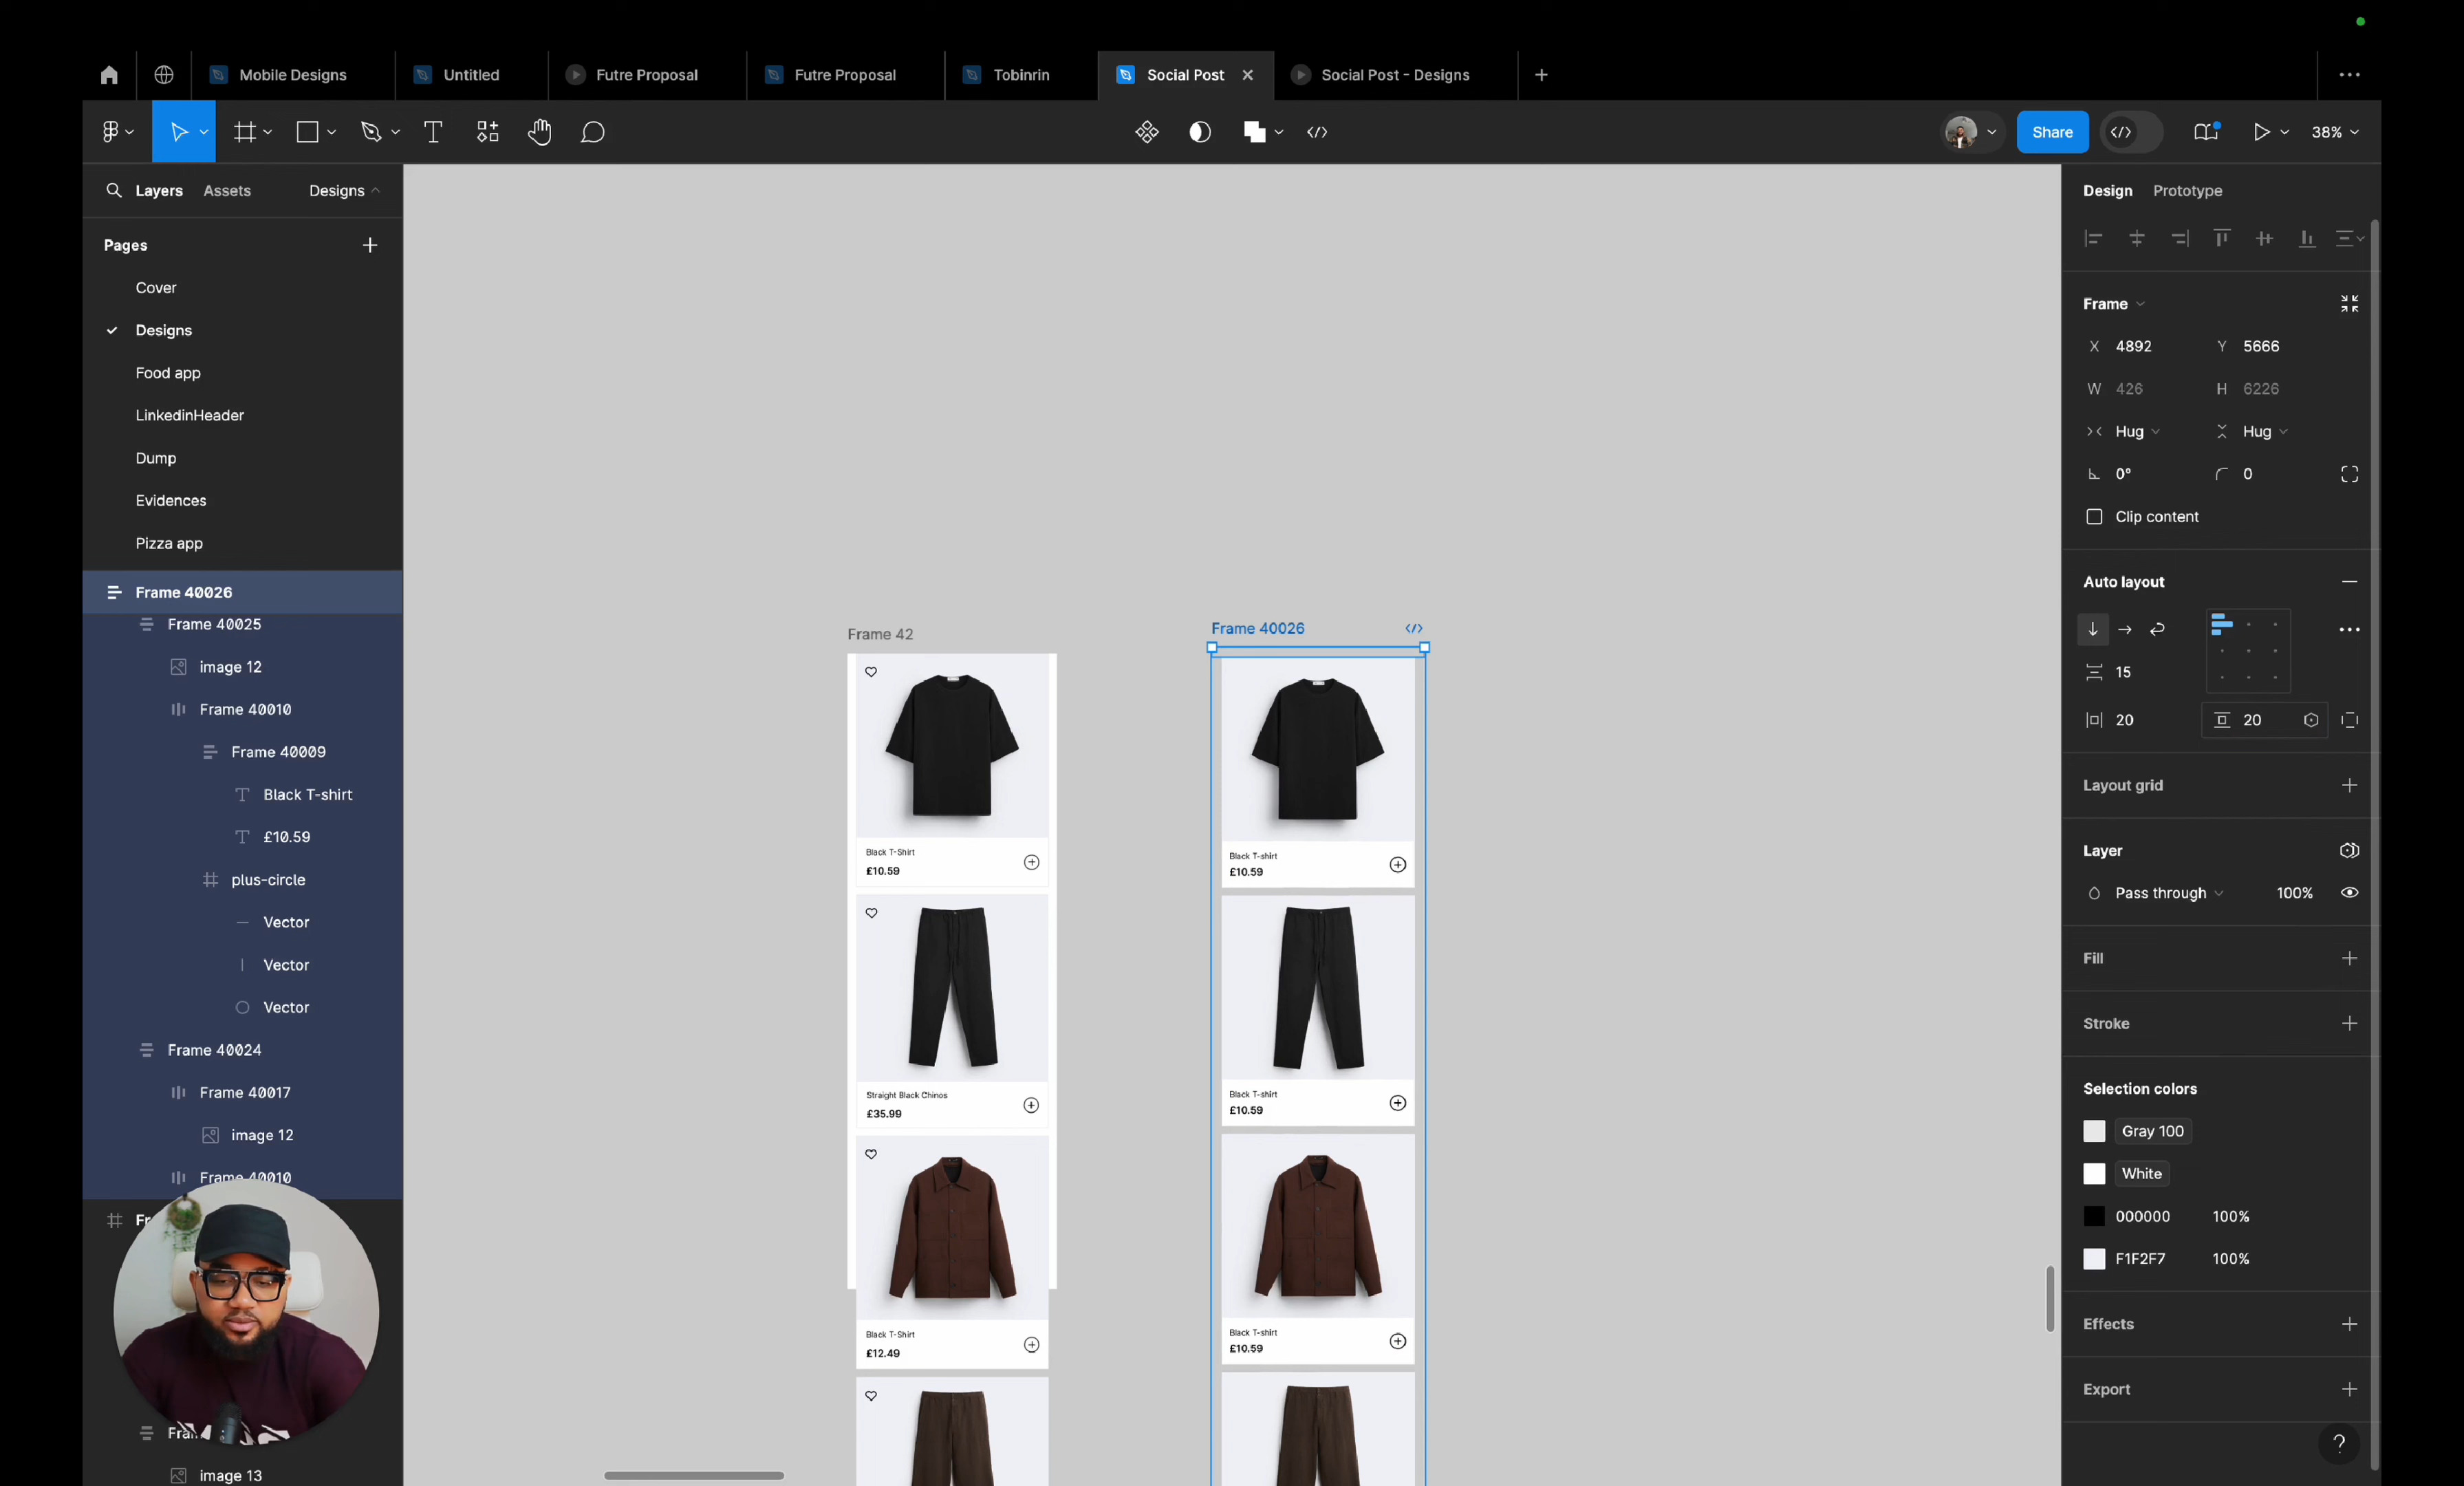 Mobile Designs
Untitled
Futre Proposal
Futre Proposal
Tobinrin
Social Post
Social Post - Designs
Share
38%
Layers
Assets
Designs
Pages
Cover
Designs
Food app
LinkedinHeader
Dump
Evidences
Pizza app
Frame 40026
Frame 40025
image 12
Frame 40010
Frame 40009
Black T-shirt
£10.59
plus-circle
Vector
Vector
Vector
Frame 40024
Frame 40017
image 12
Frame 40010
image 13
Frame 42
Black T-Shirt
£10.59
Straight Black Chinos
£35.99
Black T-Shirt
£12.49
Frame 40026
Black T-shirt
£10.59
Black T-shirt
£10.59
Black T-shirt
£10.59
Design
Prototype
Frame
X 4892
Y 5666
W 426
H 6226
Hug
Hug
0°
0
Clip content
Auto layout
15
20
20
Layout grid
Layer
Pass through
100%
Fill
Stroke
Selection colors
Gray 100
White
000000
100%
F1F2F7
100%
Effects
Export
?